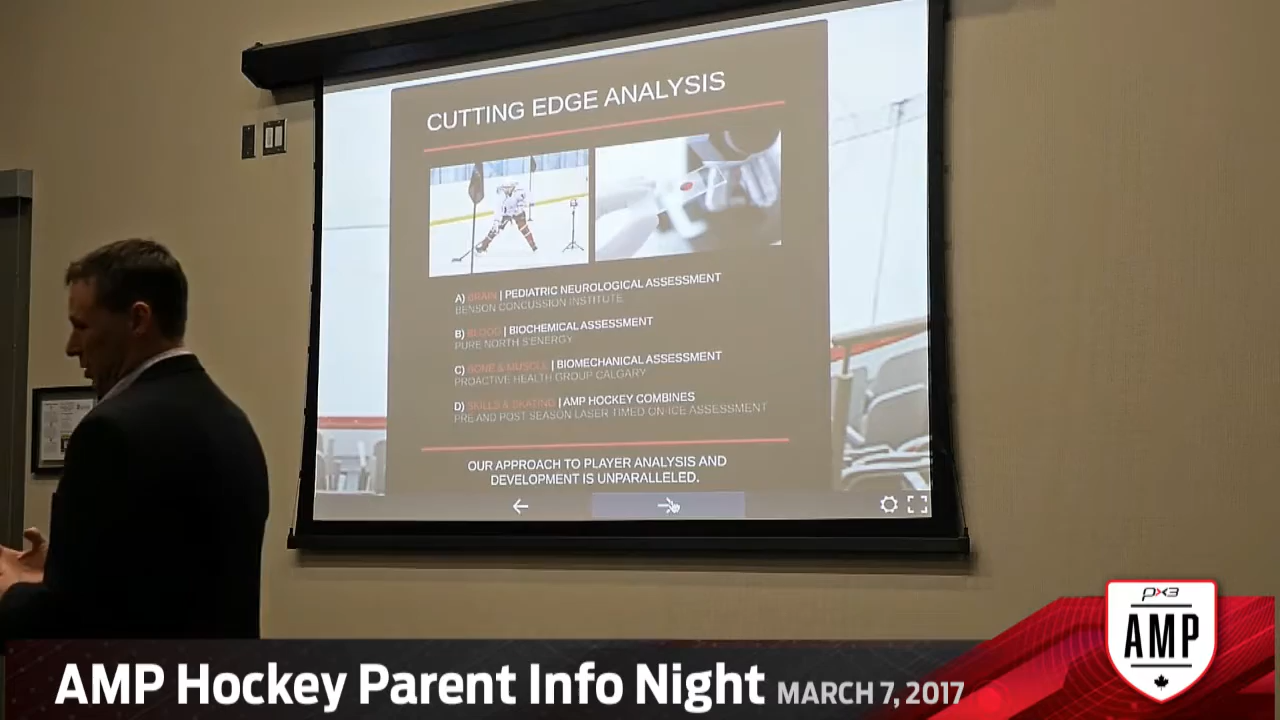 CUTTING EDGE ANALYSIS
A) BRAIN | PEDIATRIC NEUROLOGICAL ASSESSMENT
BENSON CONCUSSION INSTITUTE
B) BLOOD | BIOCHEMICAL ASSESSMENT
PURE NORTH S'ENERGY
C) BONE & MUSCLE | BIOMECHANICAL ASSESSMENT
PROACTIVE HEALTH GROUP CALGARY
D) SKILLS & SKATING | AMP HOCKEY COMBINES
PRE AND POST SEASON LASER TIMED ON-ICE ASSESSMENT
OUR APPROACH TO PLAYER ANALYSIS AND
DEVELOPMENT IS UNPARALLELED.
px3
AMP
AMP Hockey Parent Info Night MARCH 7, 2017